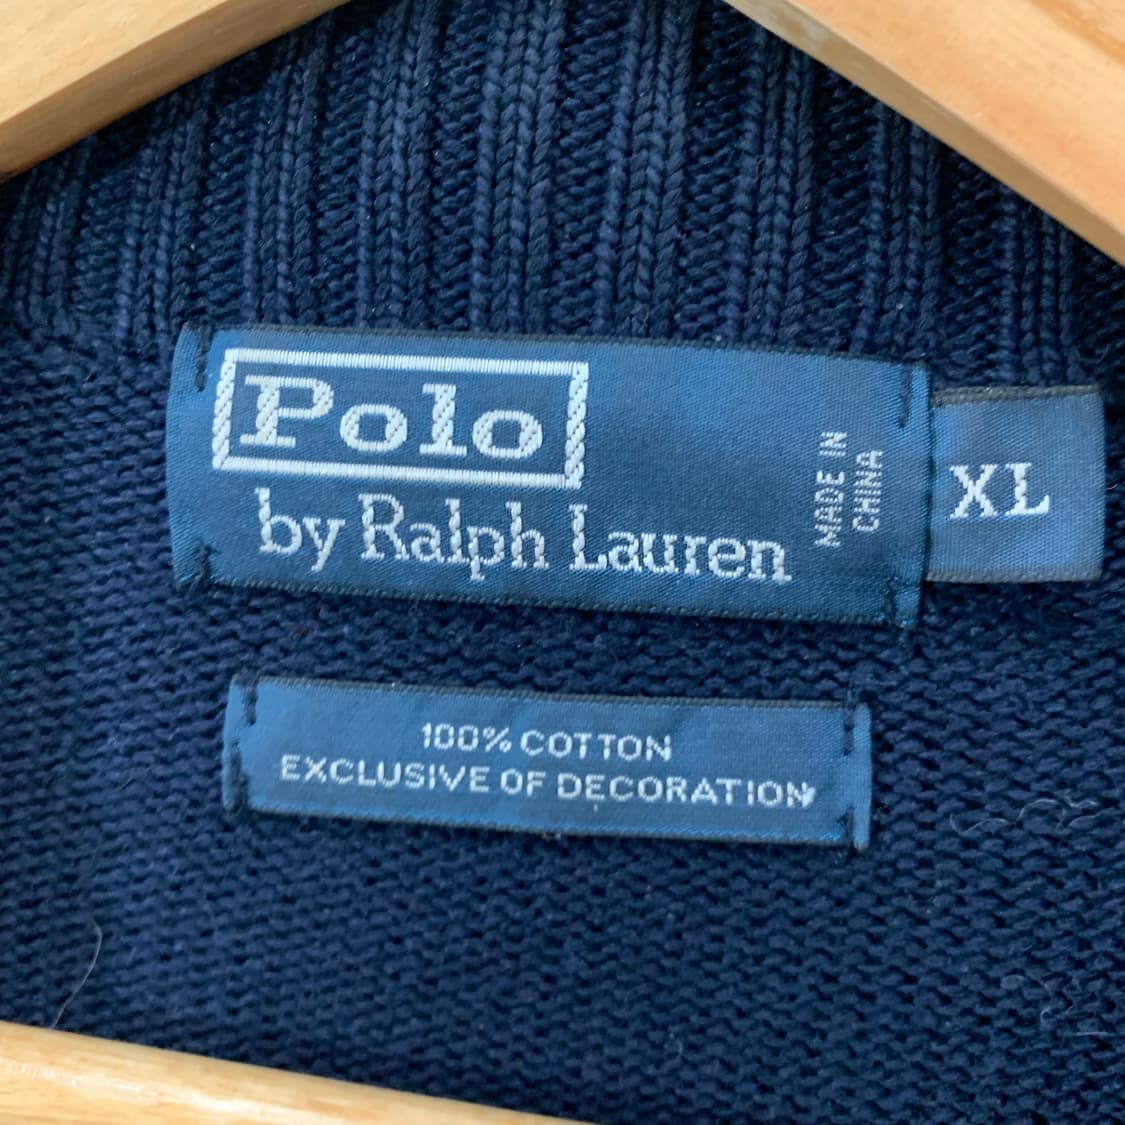 Polo
by Ralph Lauren
MADE IN
CHINA
XL
100% COTTON
EXCLUSIVE OF DECORATION